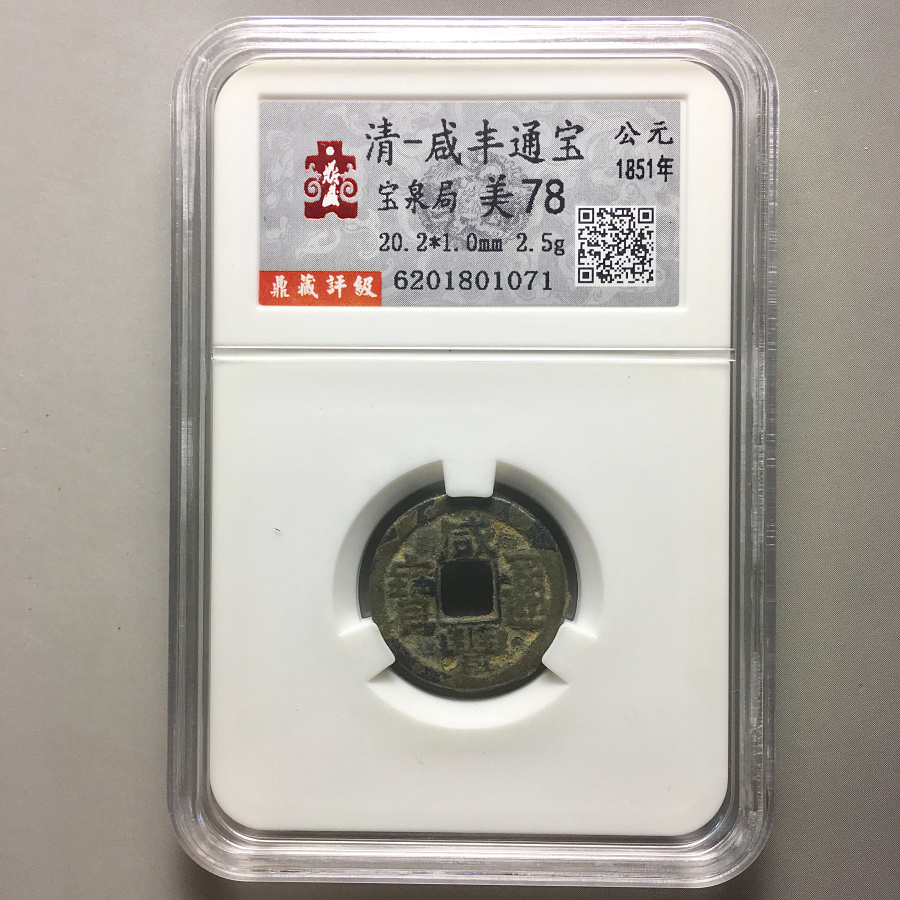 清-咸丰通宝
公元
1851年
宝泉局 美78
20.2*1.0mm 2.5g
鼎藏評級 6201801071
咸豐通寶